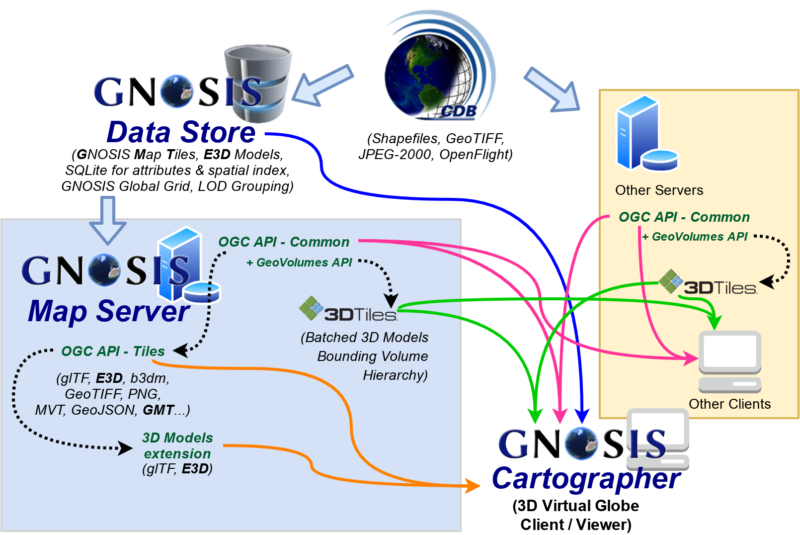 CDB
(Shapefiles, GeoTIFF,
JPEG-2000, OpenFlight)
GNOSIS
Data Store
(GNOSIS Map Tiles, E3D Models,
SQLite for attributes & spatial index,
GNOSIS Global Grid, LOD Grouping)
Other Servers
OGC API - Common
+ GeoVolumes API
3DTiles
Other Clients
GNOSIS
Map Server
OGC API - Common
+ GeoVolumes API
3DTiles
(Batched 3D Models
Bounding Volume
Hierarchy)
OGC API - Tiles
(glTF, E3D, b3dm,
GeoTIFF, PNG,
MVT, GeoJSON, GMT...)
3D Models
extension
(glTF, E3D)
GNOSIS
Cartographer
(3D Virtual Globe
Client / Viewer)